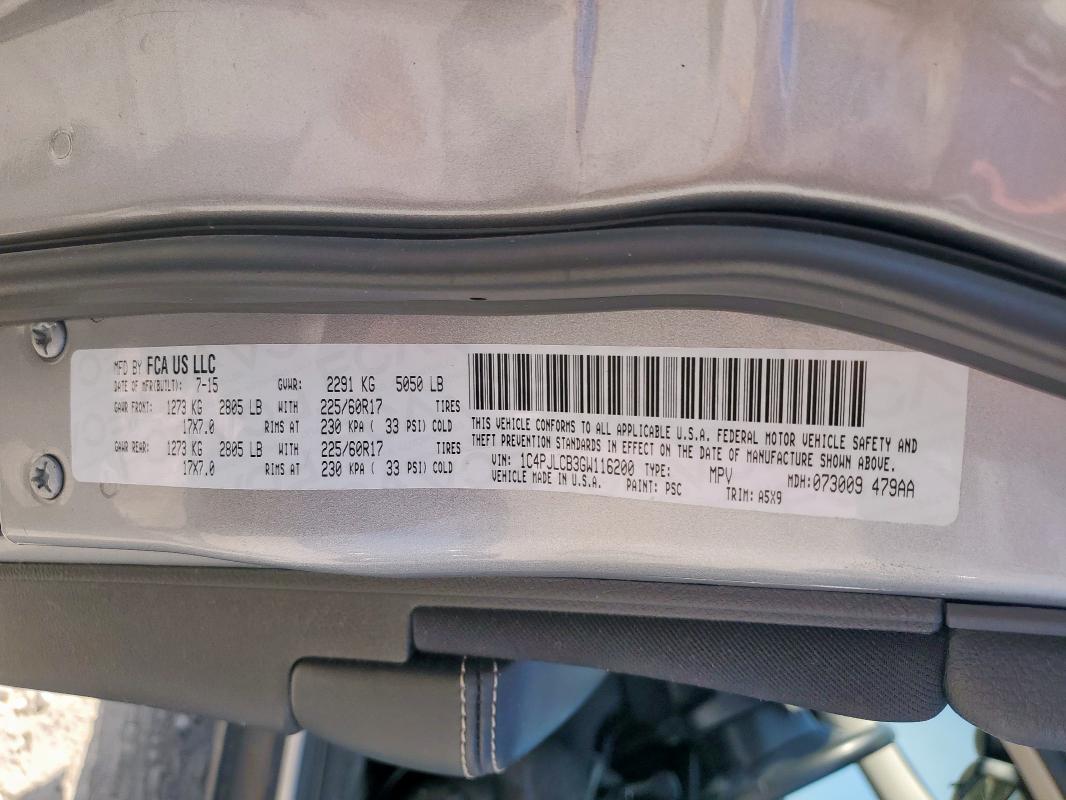 MFD BY FCA US LLC
DATE OF MFR(BUILT): 7-15 GVWR: 2291 KG 5050 LB
GAWR FRONT: 1273 KG 2805 LB WITH 225/60R17 TIRES
17X7.0 RIMS AT 230 KPA ( 33 PSI) COLD
GAWR REAR: 1273 KG 2805 LB WITH 225/60R17 TIRES
17X7.0 RIMS AT 230 KPA ( 33 PSI) COLD
THIS VEHICLE CONFORMS TO ALL APPLICABLE U.S.A. FEDERAL MOTOR VEHICLE SAFETY AND
THEFT PREVENTION STANDARDS IN EFFECT ON THE DATE OF MANUFACTURE SHOWN ABOVE.
VIN: 1C4PJLCB3GW116200 TYPE: MPV MDH:073009 479AA
VEHICLE MADE IN U.S.A. PAINT: PSC TRIM: A5X9